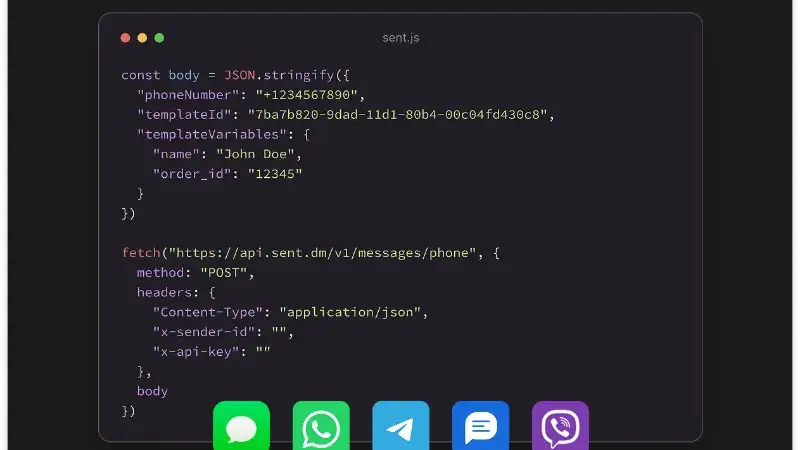 sent.js
const body = JSON.stringify({
"phoneNumber": "+1234567890",
"templateId": "7ba7b820-9dad-11d1-80b4-00c04fd430c8",
"templateVariables": {
"name": "John Doe",
"order_id": "12345"
}
})
fetch("https://api.sent.dm/v1/messages/phone", {
method: "POST",
headers: {
"Content-Type": "application/json",
"x-sender-id": "",
"x-api-key": ""
},
body
})